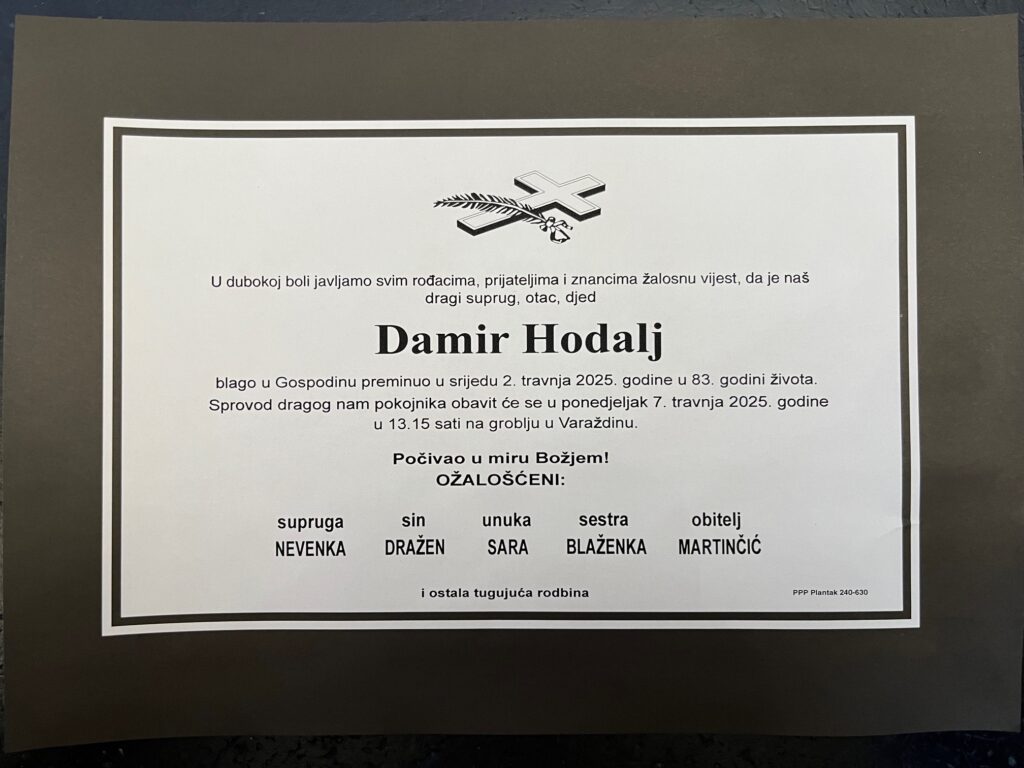 U dubokoj boli javljamo svim rođacima, prijateljima i znancima žalosnu vijest, da je naš
dragi suprug, otac, djed
Damir Hodalj
blago u Gospodinu preminuo u srijedu 2. travnja 2025. godine u 83. godini života.
Sprovod dragog nam pokojnika obavit će se u ponedjeljak 7. travnja 2025. godine
u 13.15 sati na groblju u Varaždinu.
Počivao u miru Božjem!
OŽALOŠĆENI:
supruga sin unuka sestra obitelj
NEVENKA DRAŽEN SARA BLAŽENKA MARTINČIĆ
i ostala tugujuća rodbina
PPP Plantak 240-630